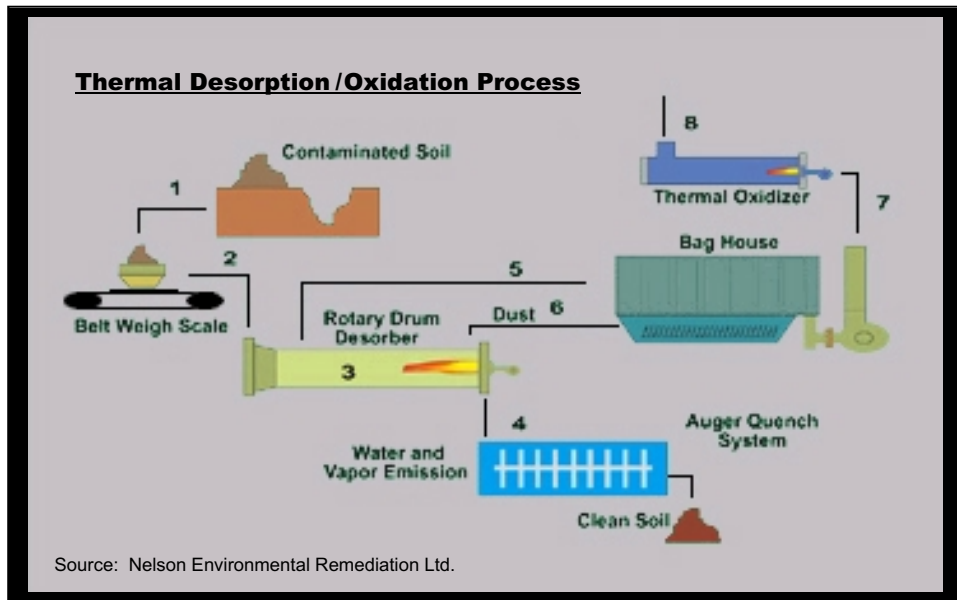 Thermal Desorption/Oxidation Process
8
Contaminated Soil
1
Thermal Oxidizer
7
Bag House
2
5
Belt Weigh Scale
Rotary Drum
Desorber
Dust 6
3
4
Auger Quench
System
Water and
Vapor Emission
Clean Soil
Source: Nelson Environmental Remediation Ltd.